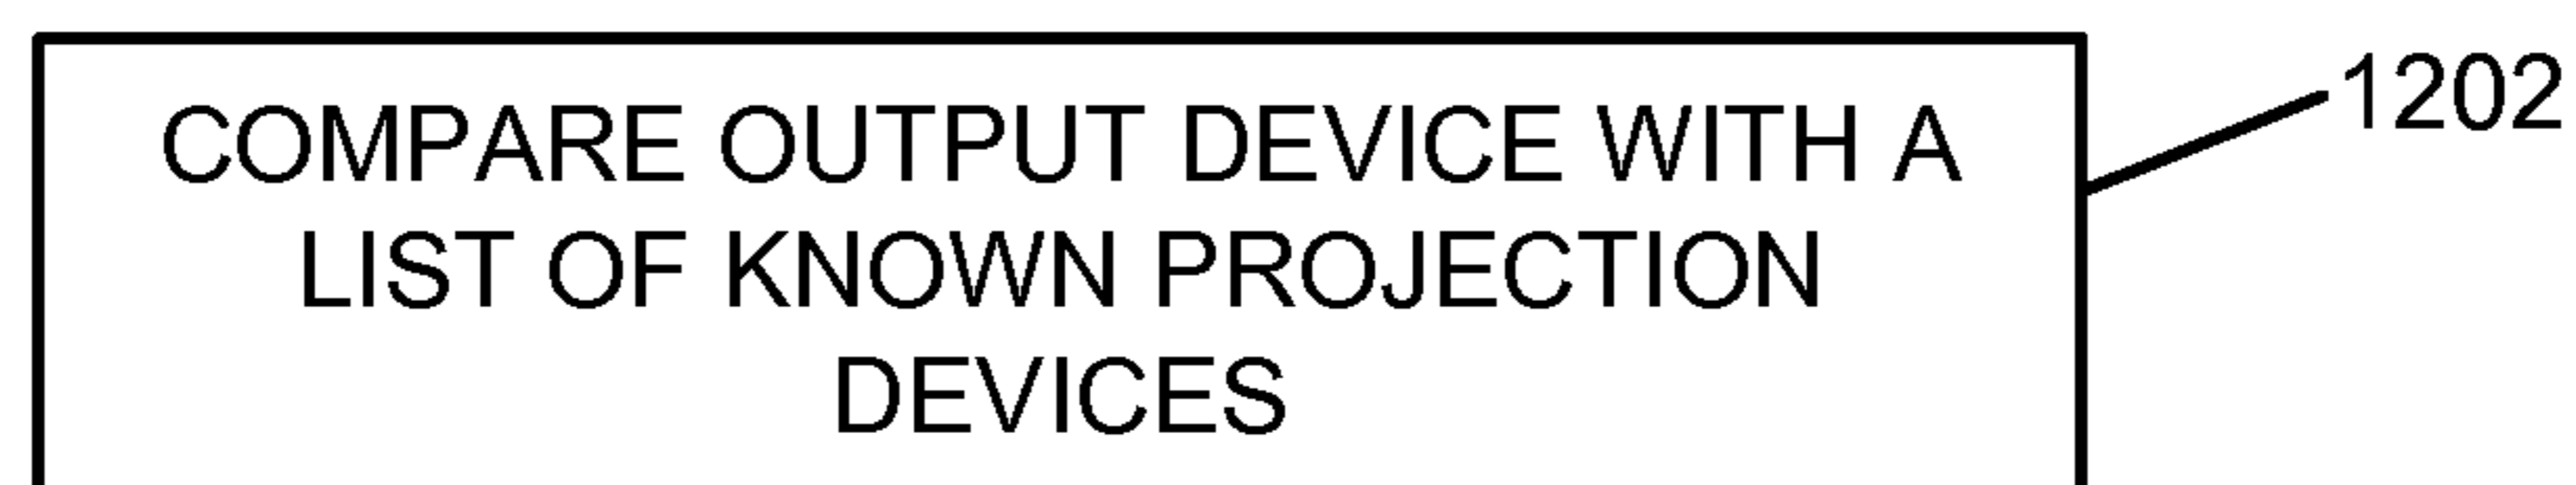 COMPARE OUTPUT DEVICE WITH A
LIST OF KNOWN PROJECTION
DEVICES
1202